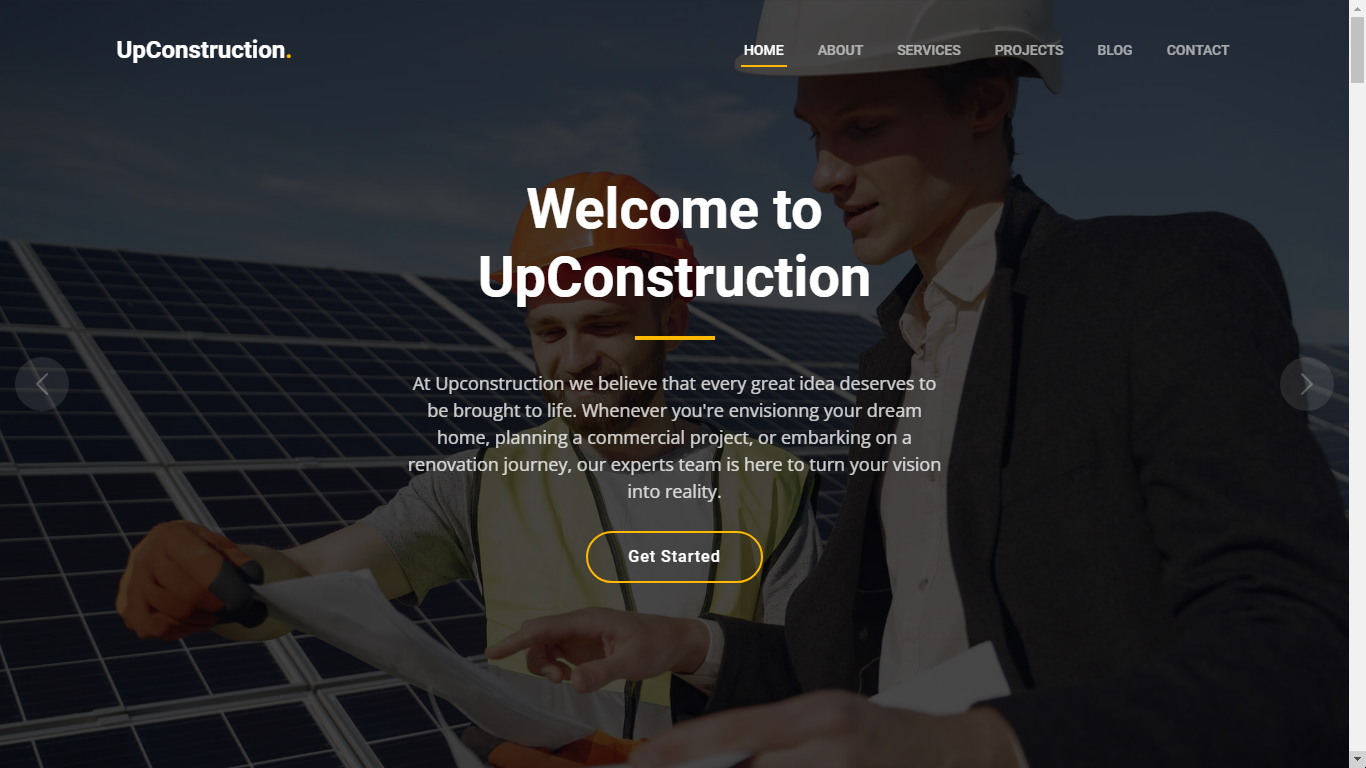 UpConstruction.
HOME ABOUT SERVICES PROJECTS BLOG CONTACT
Welcome to
UpConstruction
At Upconstruction we believe that every great idea deserves to
be brought to life. Whenever you're envisionng your dream
home, planning a commercial project, or embarking on a
renovation journey, our experts team is here to turn your vision
into reality.
Get Started